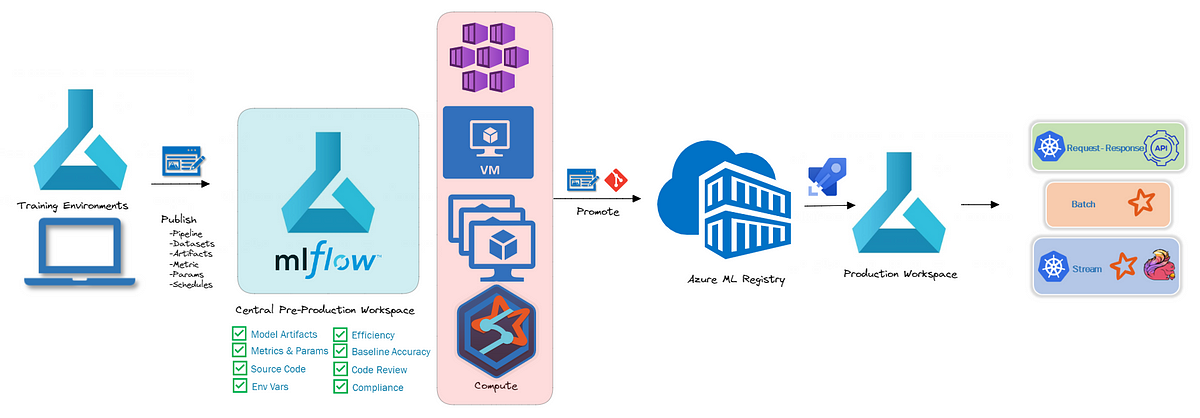 Training Environments
Publish
-Pipeline
-Datasets
-Artifacts
-Metric
-Params
-Schedules
mlflow™
Central Pre-Production Workspace
Model Artifacts
Metrics & Params
Source Code
Env Vars
Efficiency
Baseline Accuracy
Code Review
Compliance
VM
Compute
Promote
Azure ML Registry
Production Workspace
Request-Response
API
Batch
Stream